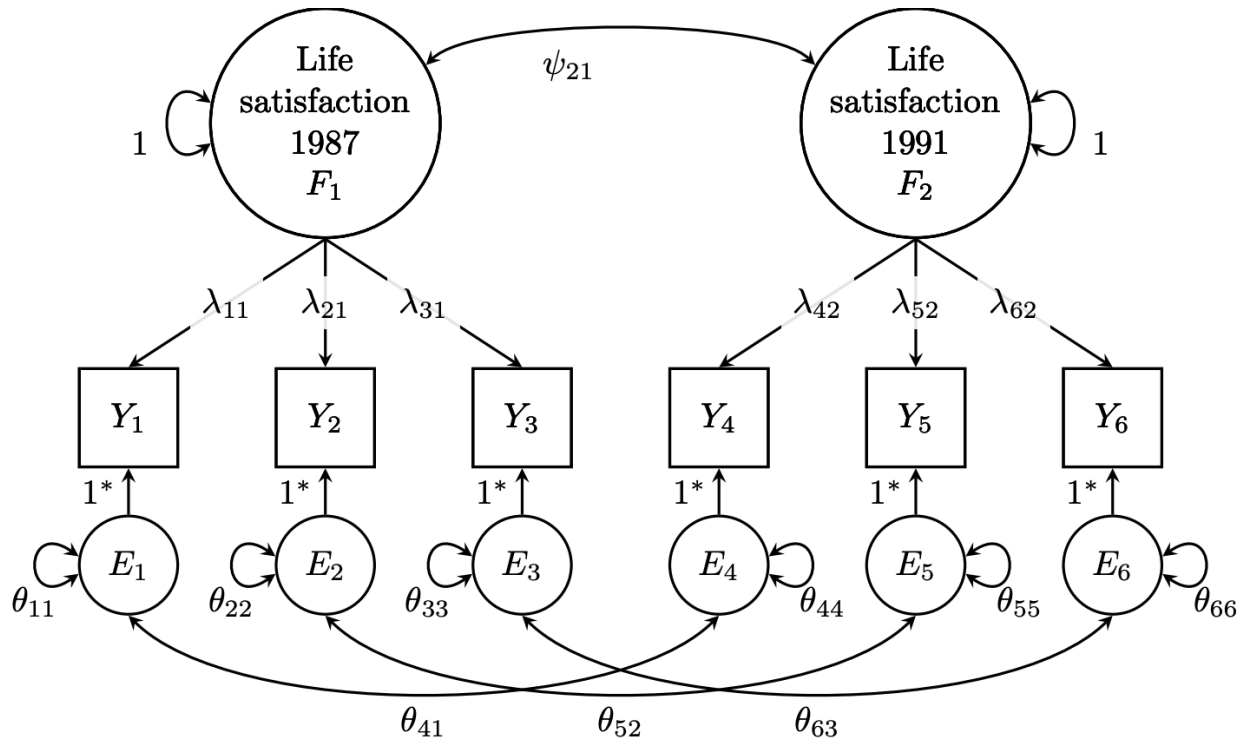 Life
satisfaction
1987
F₁
Life
satisfaction
1991
F₂
ψ₂₁
1
1
λ₁₁
λ₂₁
λ₃₁
λ₄₂
λ₅₂
λ₆₂
Y₁
Y₂
Y₃
Y₄
Y₅
Y₆
1*
1*
1*
1*
1*
1*
E₁
E₂
E₃
E₄
E₅
E₆
θ₁₁
θ₂₂
θ₃₃
θ₄₄
θ₅₅
θ₆₆
θ₄₁
θ₅₂
θ₆₃